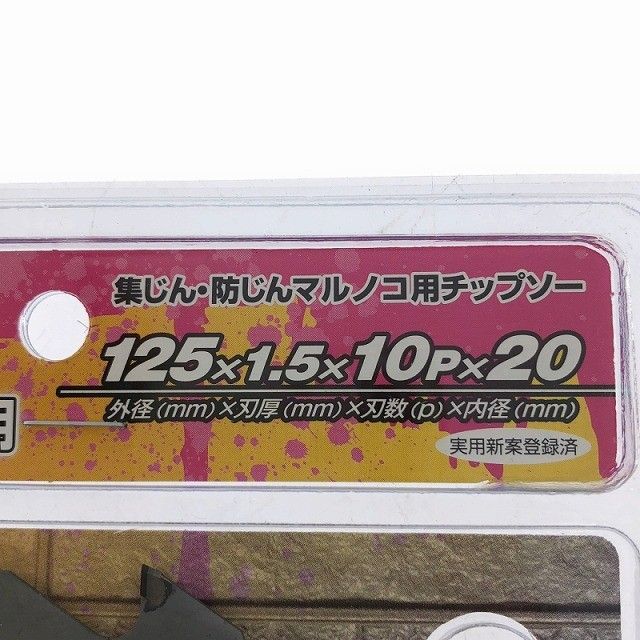 集じん・防じんマルノコ用チップソー
125×1.5×10P×20
外径(mm)×刃厚(mm)×刃数(p)×内径(mm)
用
実用新案登録済